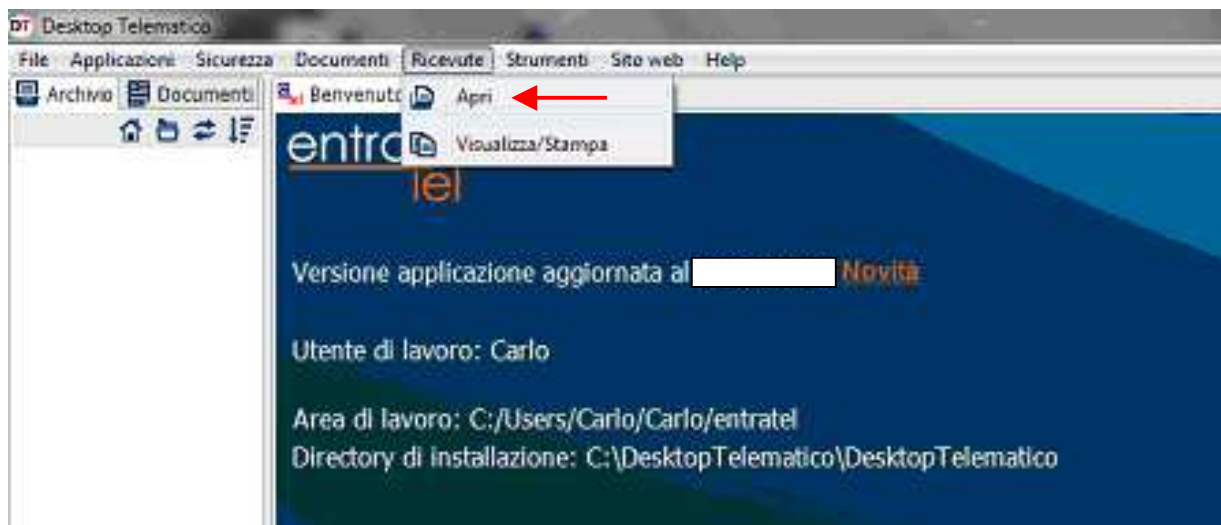 DT Desktop Telematico
File Applicazioni Sicurezza Documenti Ricevute Strumenti Sito web Help
Archivio Documenti Benvenuto
Apri
Visualizza/Stampa
entra
tel
Versione applicazione aggiornata al Novità
Utente di lavoro: Carlo
Area di lavoro: C:/Users/Carlo/Carlo/entratel
Directory di installazione: C:\DesktopTelematico\DesktopTelematico